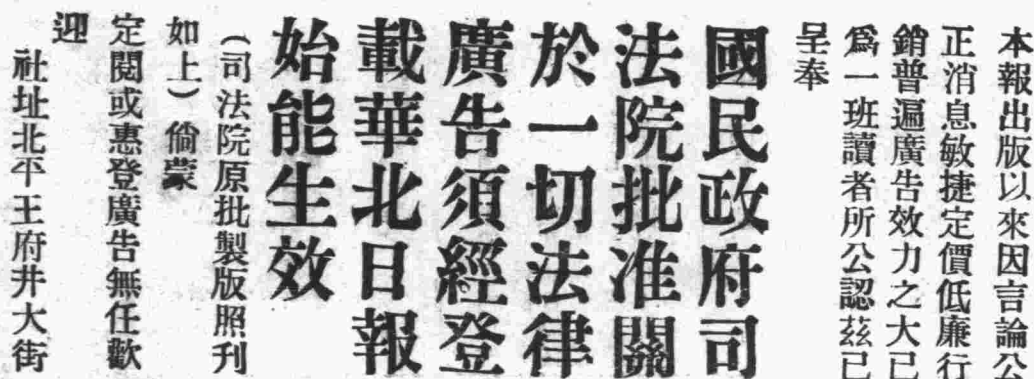 本報出版以來因言論公
正消息敏捷定價低廉行
銷普遍廣告效力之大已
爲一班讀者所公認茲已
呈奉
國民政府司
法院批准關
於一切法律
廣告須經登
載華北日報
始能生效
(司法院原批製版照刊
如上)倘蒙
定閱或惠登廣告無任歡
迎
社址北平王府井大街